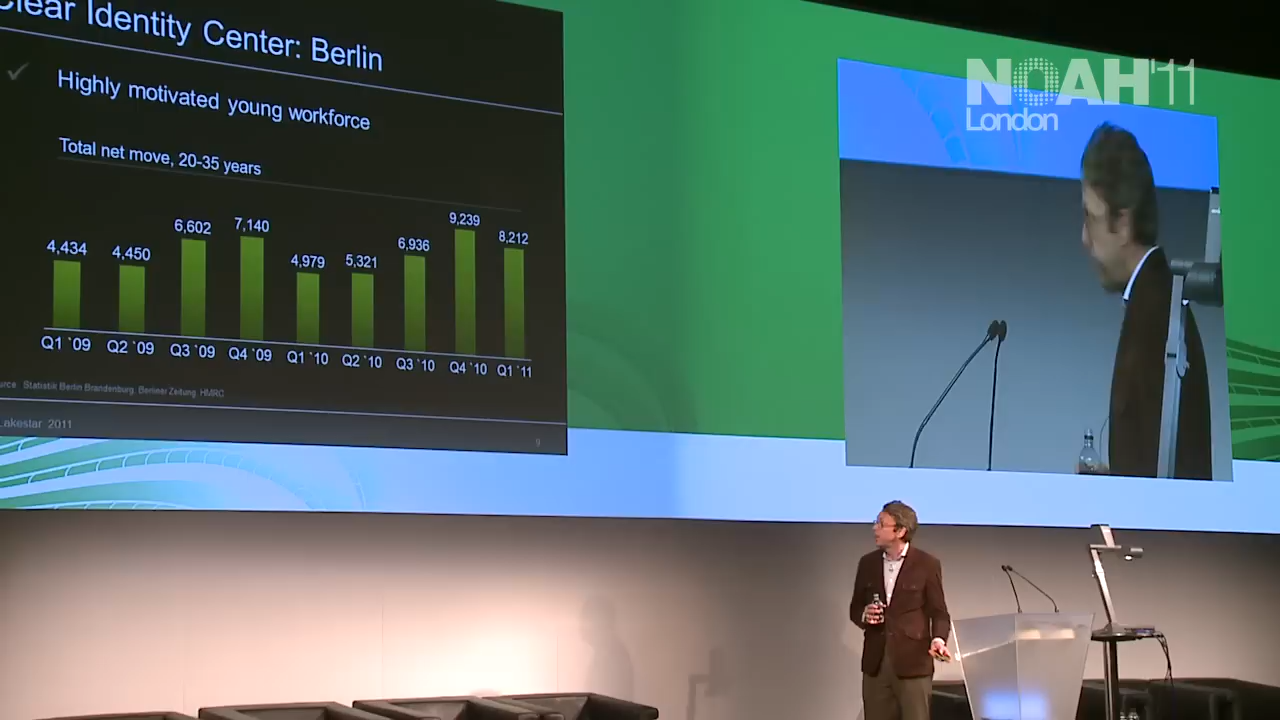 Clear Identity Center: Berlin
Highly motivated young workforce
Total net move, 20-35 years
4,434
4,450
6,602
7,140
4,979
5,321
6,936
9,239
8,212
Q1 `09
Q2 `09
Q3 `09
Q4 `09
Q1 `10
Q2 `10
Q3 `10
Q4 `10
Q1 `11
Statistik Berlin Brandenburg, Berliner Zeitung, HMRC
Lakestar 2011
9
NOAH'11
London